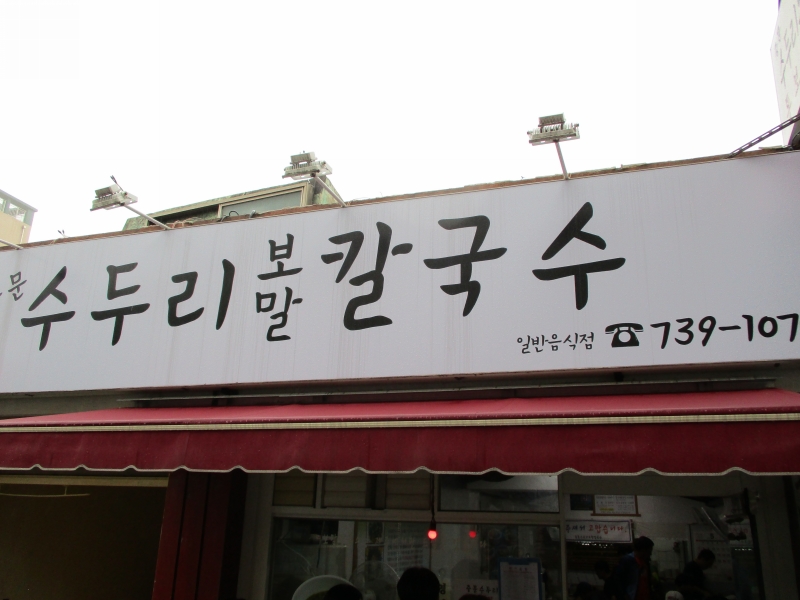 문
수두리 보말 칼국수
일반음식점 ☎ 739-107